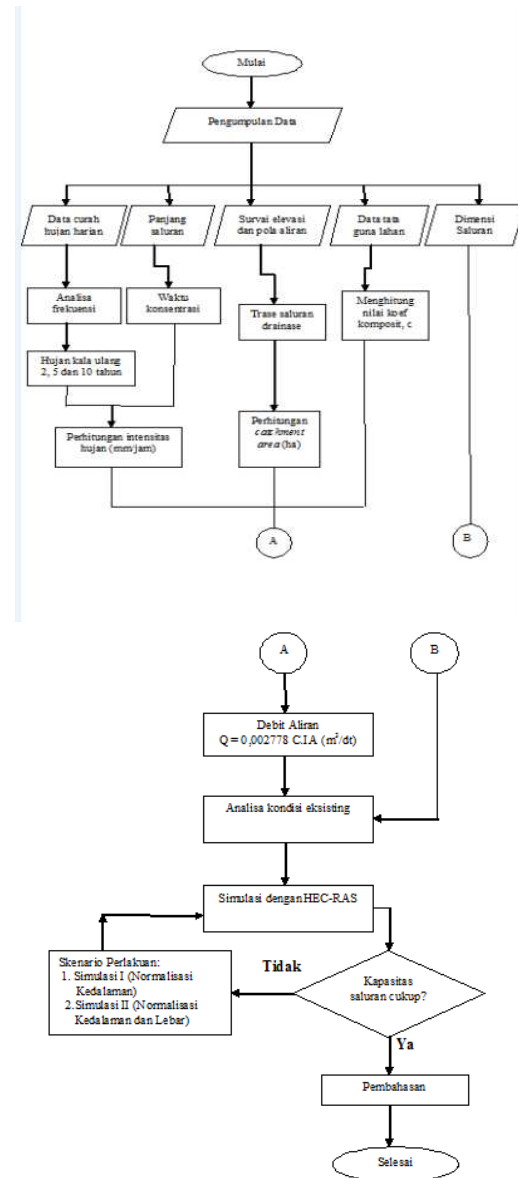 Mulai
Pengumpulan Data
Data curah
hujan harian
Panjang
saluran
Survai elevasi
dan pola aliran
Data tata
guna lahan
Dimensi
Saluran
Analisa
frekuensi
Waktu
konsentrasi
Trase saluran
drainase
Menghitung
nilai koef
komposit, c
Hujan kala ulang
2, 5 dan 10 tahun
Perhitungan intensitas
hujan (mm/jam)
Perhitungan
catchment
area (ha)
A
B
A
B
Debit Aliran
Q = 0,002778 C.I.A (m³/dt)
Analisa kondisi eksisting
Simulasi dengan HEC-RAS
Skenario Perlakuan:
1. Simulasi I (Normalisasi
Kedalaman)
2. Simulasi II (Normalisasi
Kedalaman dan Lebar)
Tidak
Kapasitas
saluran cukup?
Ya
Pembahasan
Selesai